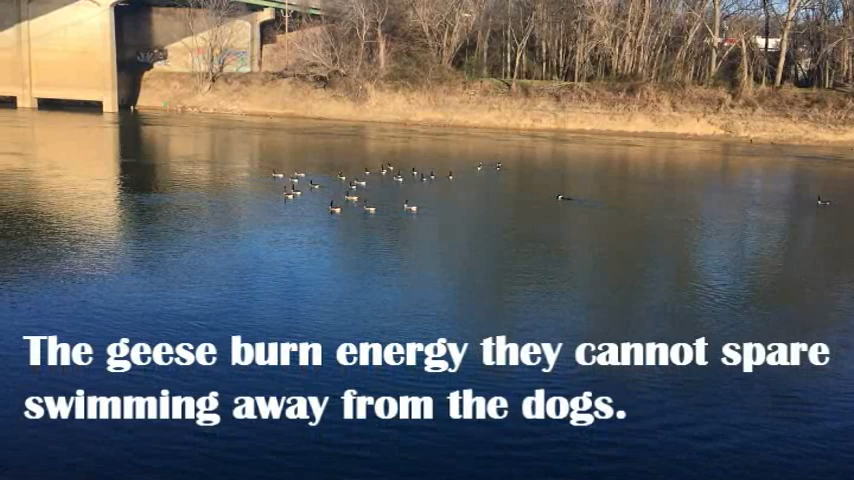 The geese burn energy they cannot spare
swimming away from the dogs.